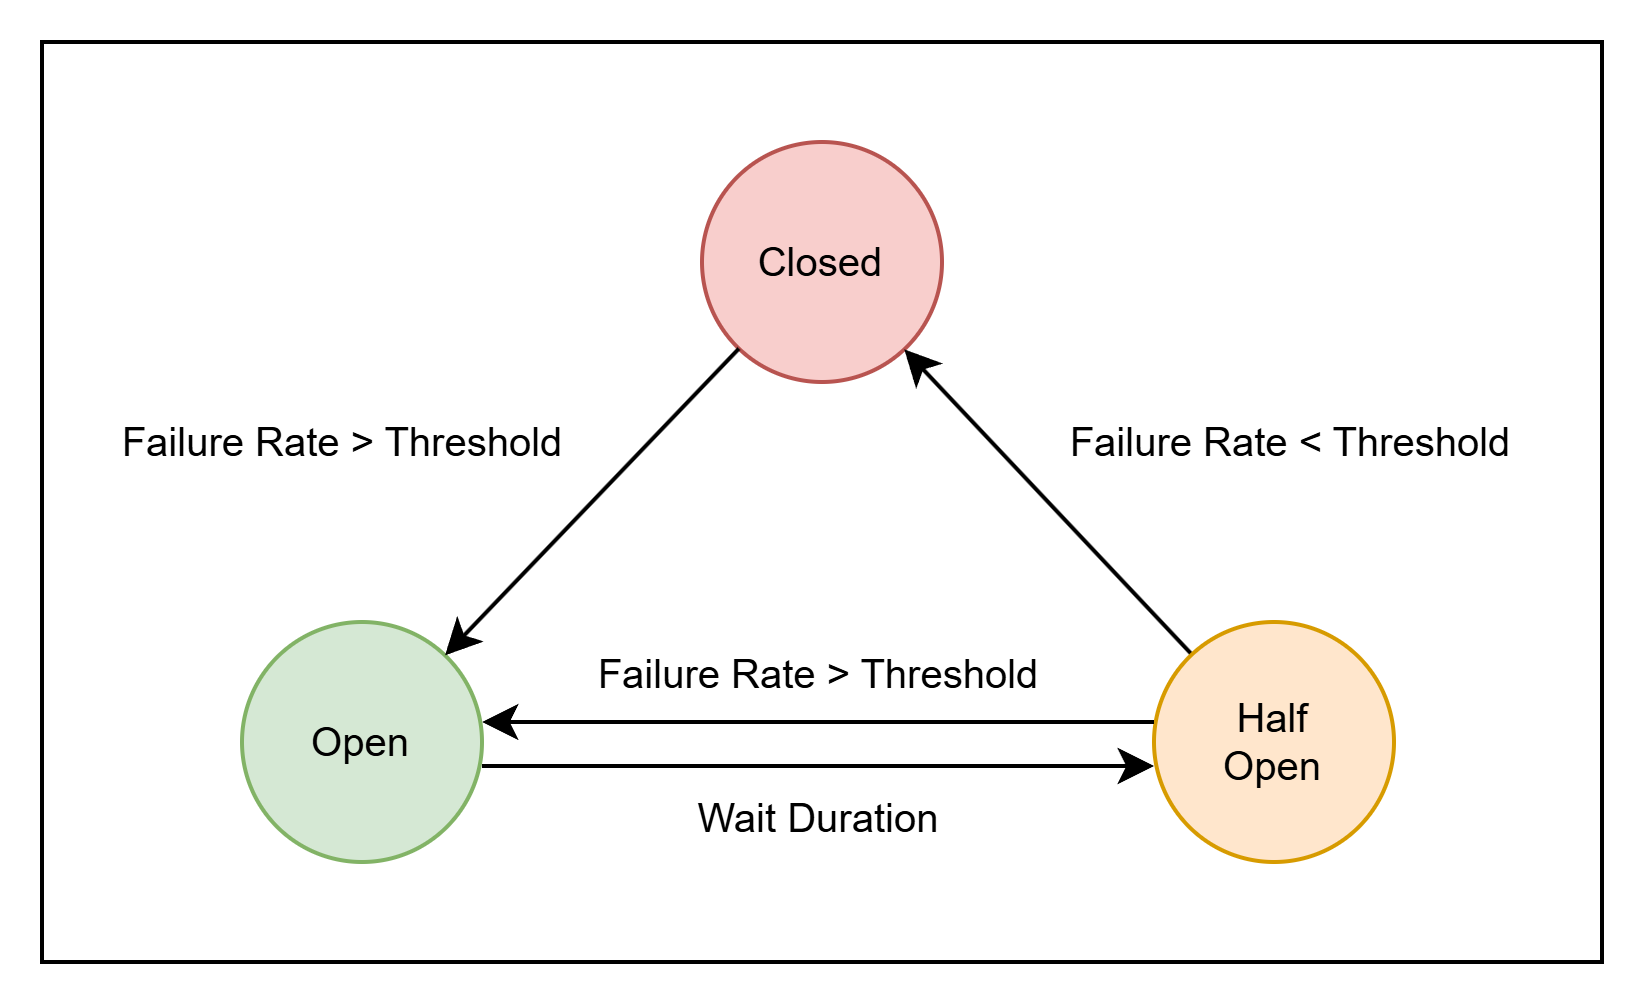 Closed
Failure Rate > Threshold
Failure Rate < Threshold
Failure Rate > Threshold
Open
Half
Open
Wait Duration